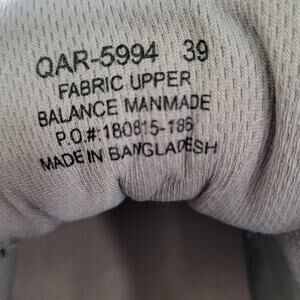 QAR-5994 39
FABRIC UPPER
BALANCE MANMADE
P.O.#:180815-186
MADE IN BANGLADESH